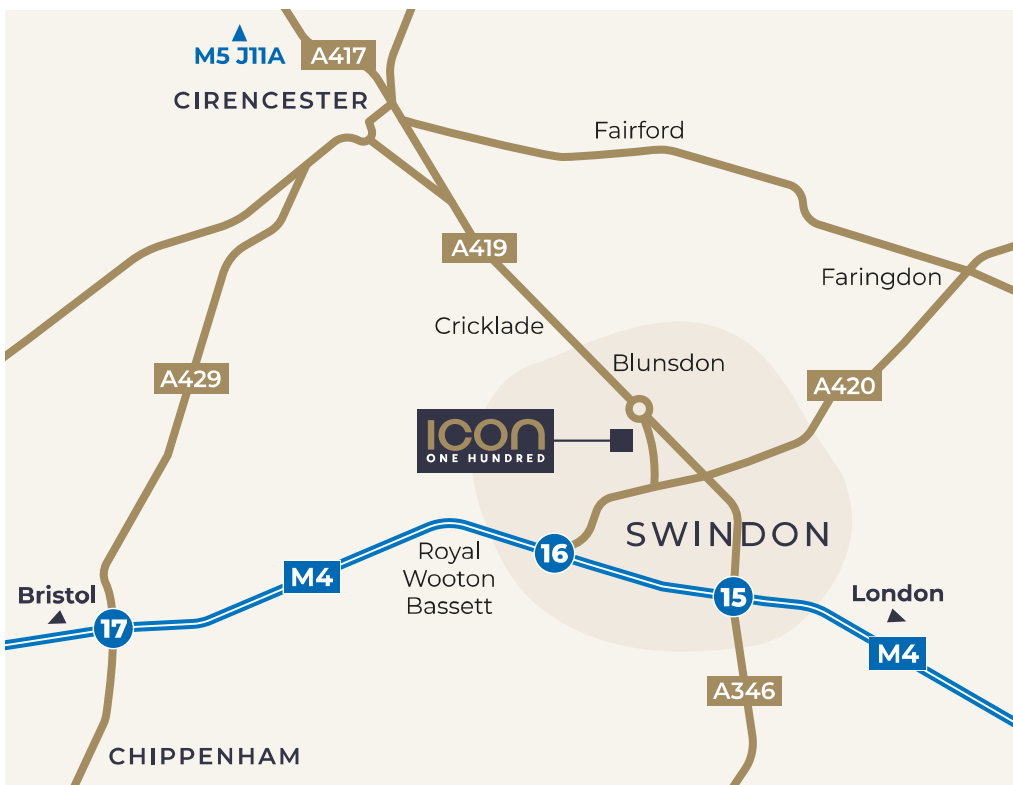 M5 J11A
A417
CIRENCESTER
Fairford
A419
Faringdon
Cricklade
Blunsdon
A429
A420
ICON
ONE HUNDRED
SWINDON
16
Royal
Wooton
Bassett
M4
Bristol
15
London
17
M4
A346
CHIPPENHAM